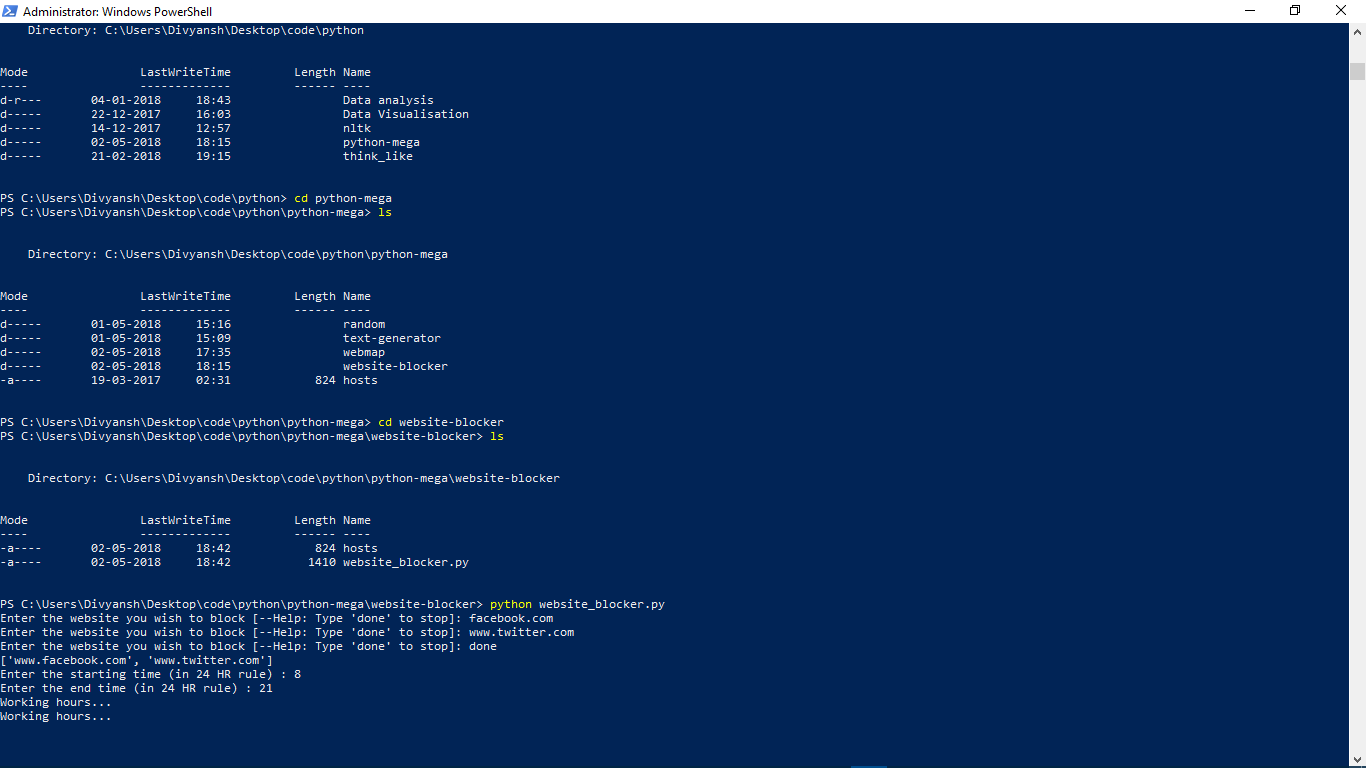 Administrator: Windows PowerShell
    Directory: C:\Users\Divyansh\Desktop\code\python
Mode                LastWriteTime         Length Name
----                -------------         ------ ----
d-r---       04-01-2018     18:43                Data analysis
d-----       22-12-2017     16:03                Data Visualisation
d-----       14-12-2017     12:57                nltk
d-----       02-05-2018     18:15                python-mega
d-----       21-02-2018     19:15                think_like
PS C:\Users\Divyansh\Desktop\code\python> cd python-mega
PS C:\Users\Divyansh\Desktop\code\python\python-mega> ls
    Directory: C:\Users\Divyansh\Desktop\code\python\python-mega
Mode                LastWriteTime         Length Name
----                -------------         ------ ----
d-----       01-05-2018     15:16                random
d-----       01-05-2018     15:09                text-generator
d-----       02-05-2018     17:35                webmap
d-----       02-05-2018     18:15                website-blocker
-a----       19-03-2017     02:31            824 hosts
PS C:\Users\Divyansh\Desktop\code\python\python-mega> cd website-blocker
PS C:\Users\Divyansh\Desktop\code\python\python-mega\website-blocker> ls
    Directory: C:\Users\Divyansh\Desktop\code\python\python-mega\website-blocker
Mode                LastWriteTime         Length Name
----                -------------         ------ ----
-a----       02-05-2018     18:42            824 hosts
-a----       02-05-2018     18:42           1410 website_blocker.py
PS C:\Users\Divyansh\Desktop\code\python\python-mega\website-blocker> python website_blocker.py
Enter the website you wish to block [--Help: Type 'done' to stop]: facebook.com
Enter the website you wish to block [--Help: Type 'done' to stop]: www.twitter.com
Enter the website you wish to block [--Help: Type 'done' to stop]: done
['www.facebook.com', 'www.twitter.com']
Enter the starting time (in 24 HR rule) : 8
Enter the end time (in 24 HR rule) : 21
Working hours...
Working hours...